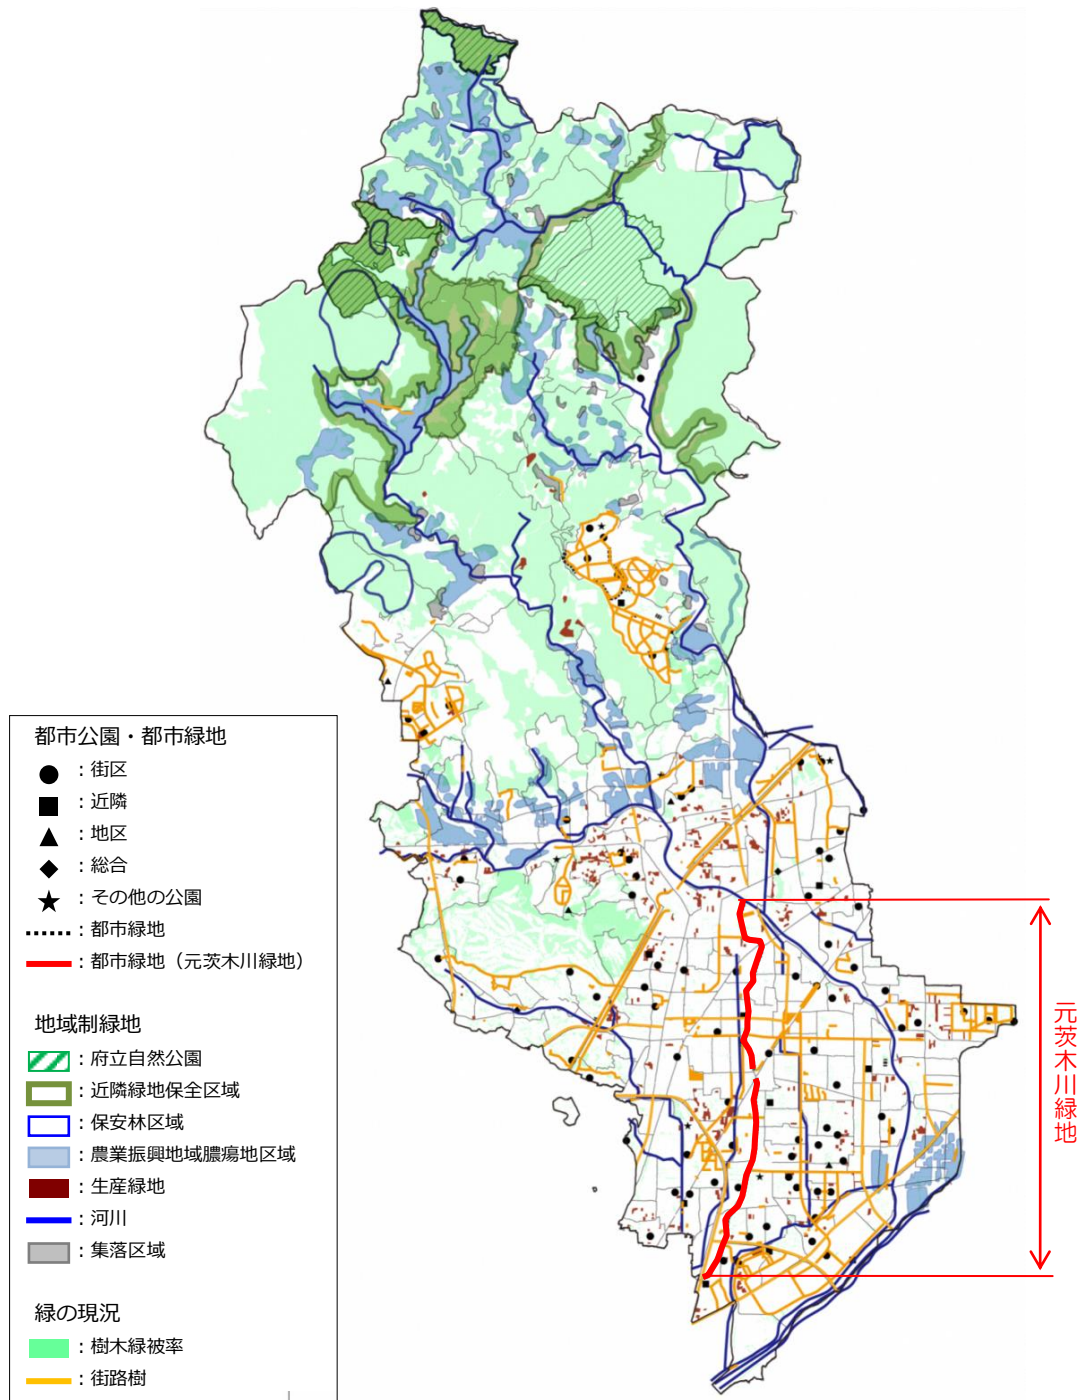 都市公園・都市緑地
：街区
：近隣
：地区
：総合
：その他の公園
：都市緑地
：都市緑地（元茨木川緑地）
地域制緑地
：府立自然公園
：近隣緑地保全区域
：保安林区域
：農業振興地域膿瘍地区域
：生産緑地
：河川
：集落区域
緑の現況
：樹木緑被率
：街路樹
元茨木川緑地